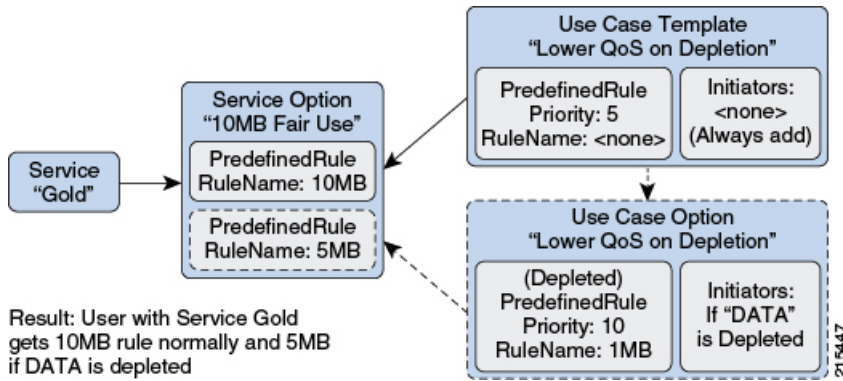 Service
“Gold”
Service Option
“10MB Fair Use”
PredefinedRule
RuleName: 10MB
PredefinedRule
RuleName: 5MB
Use Case Template
“Lower QoS on Depletion”
PredefinedRule
Priority: 5
RuleName: <none>
Initiators:
<none>
(Always add)
Use Case Option
“Lower QoS on Depletion”
(Depleted)
PredefinedRule
Priority: 10
RuleName: 1MB
Initiators:
If “DATA”
is Depleted
Result: User with Service Gold
gets 10MB rule normally and 5MB
if DATA is depleted
215447